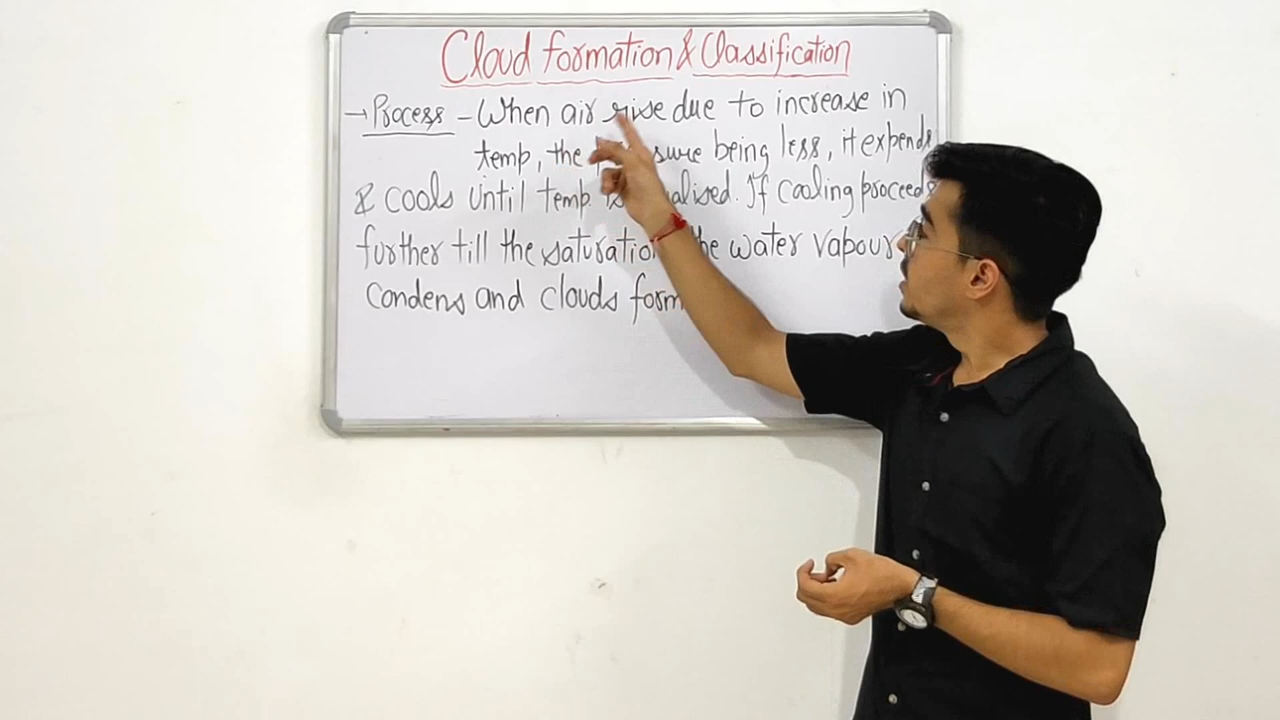 Cloud formation & Classification
→ Process - When air rise due to increase in
temp, the sure being less, it expends
& cools until temp. alised. If cooling proceeds
further till the saturation the water vapour
Condens and clouds form